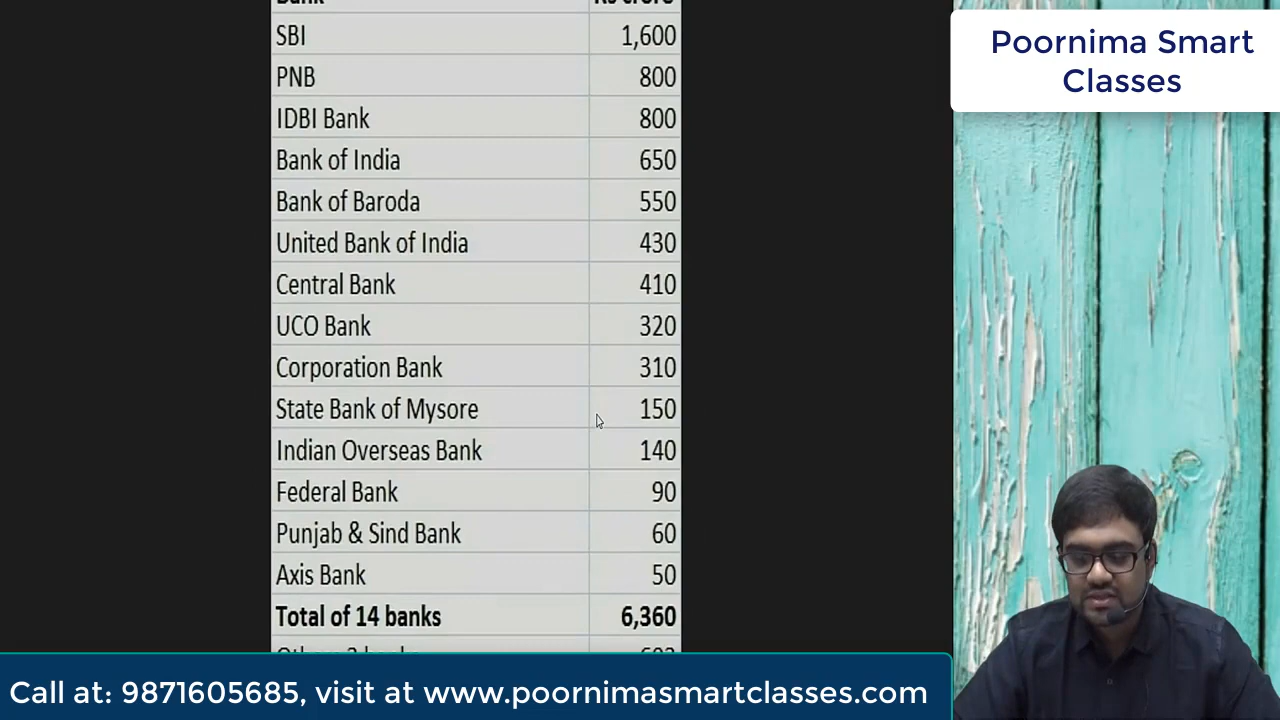 Bank Rs crore
SBI 1,600
PNB 800
IDBI Bank 800
Bank of India 650
Bank of Baroda 550
United Bank of India 430
Central Bank 410
UCO Bank 320
Corporation Bank 310
State Bank of Mysore 150
Indian Overseas Bank 140
Federal Bank 90
Punjab & Sind Bank 60
Axis Bank 50
Total of 14 banks 6,360
Poornima Smart
Classes
Call at: 9871605685, visit at www.poornimasmartclasses.com